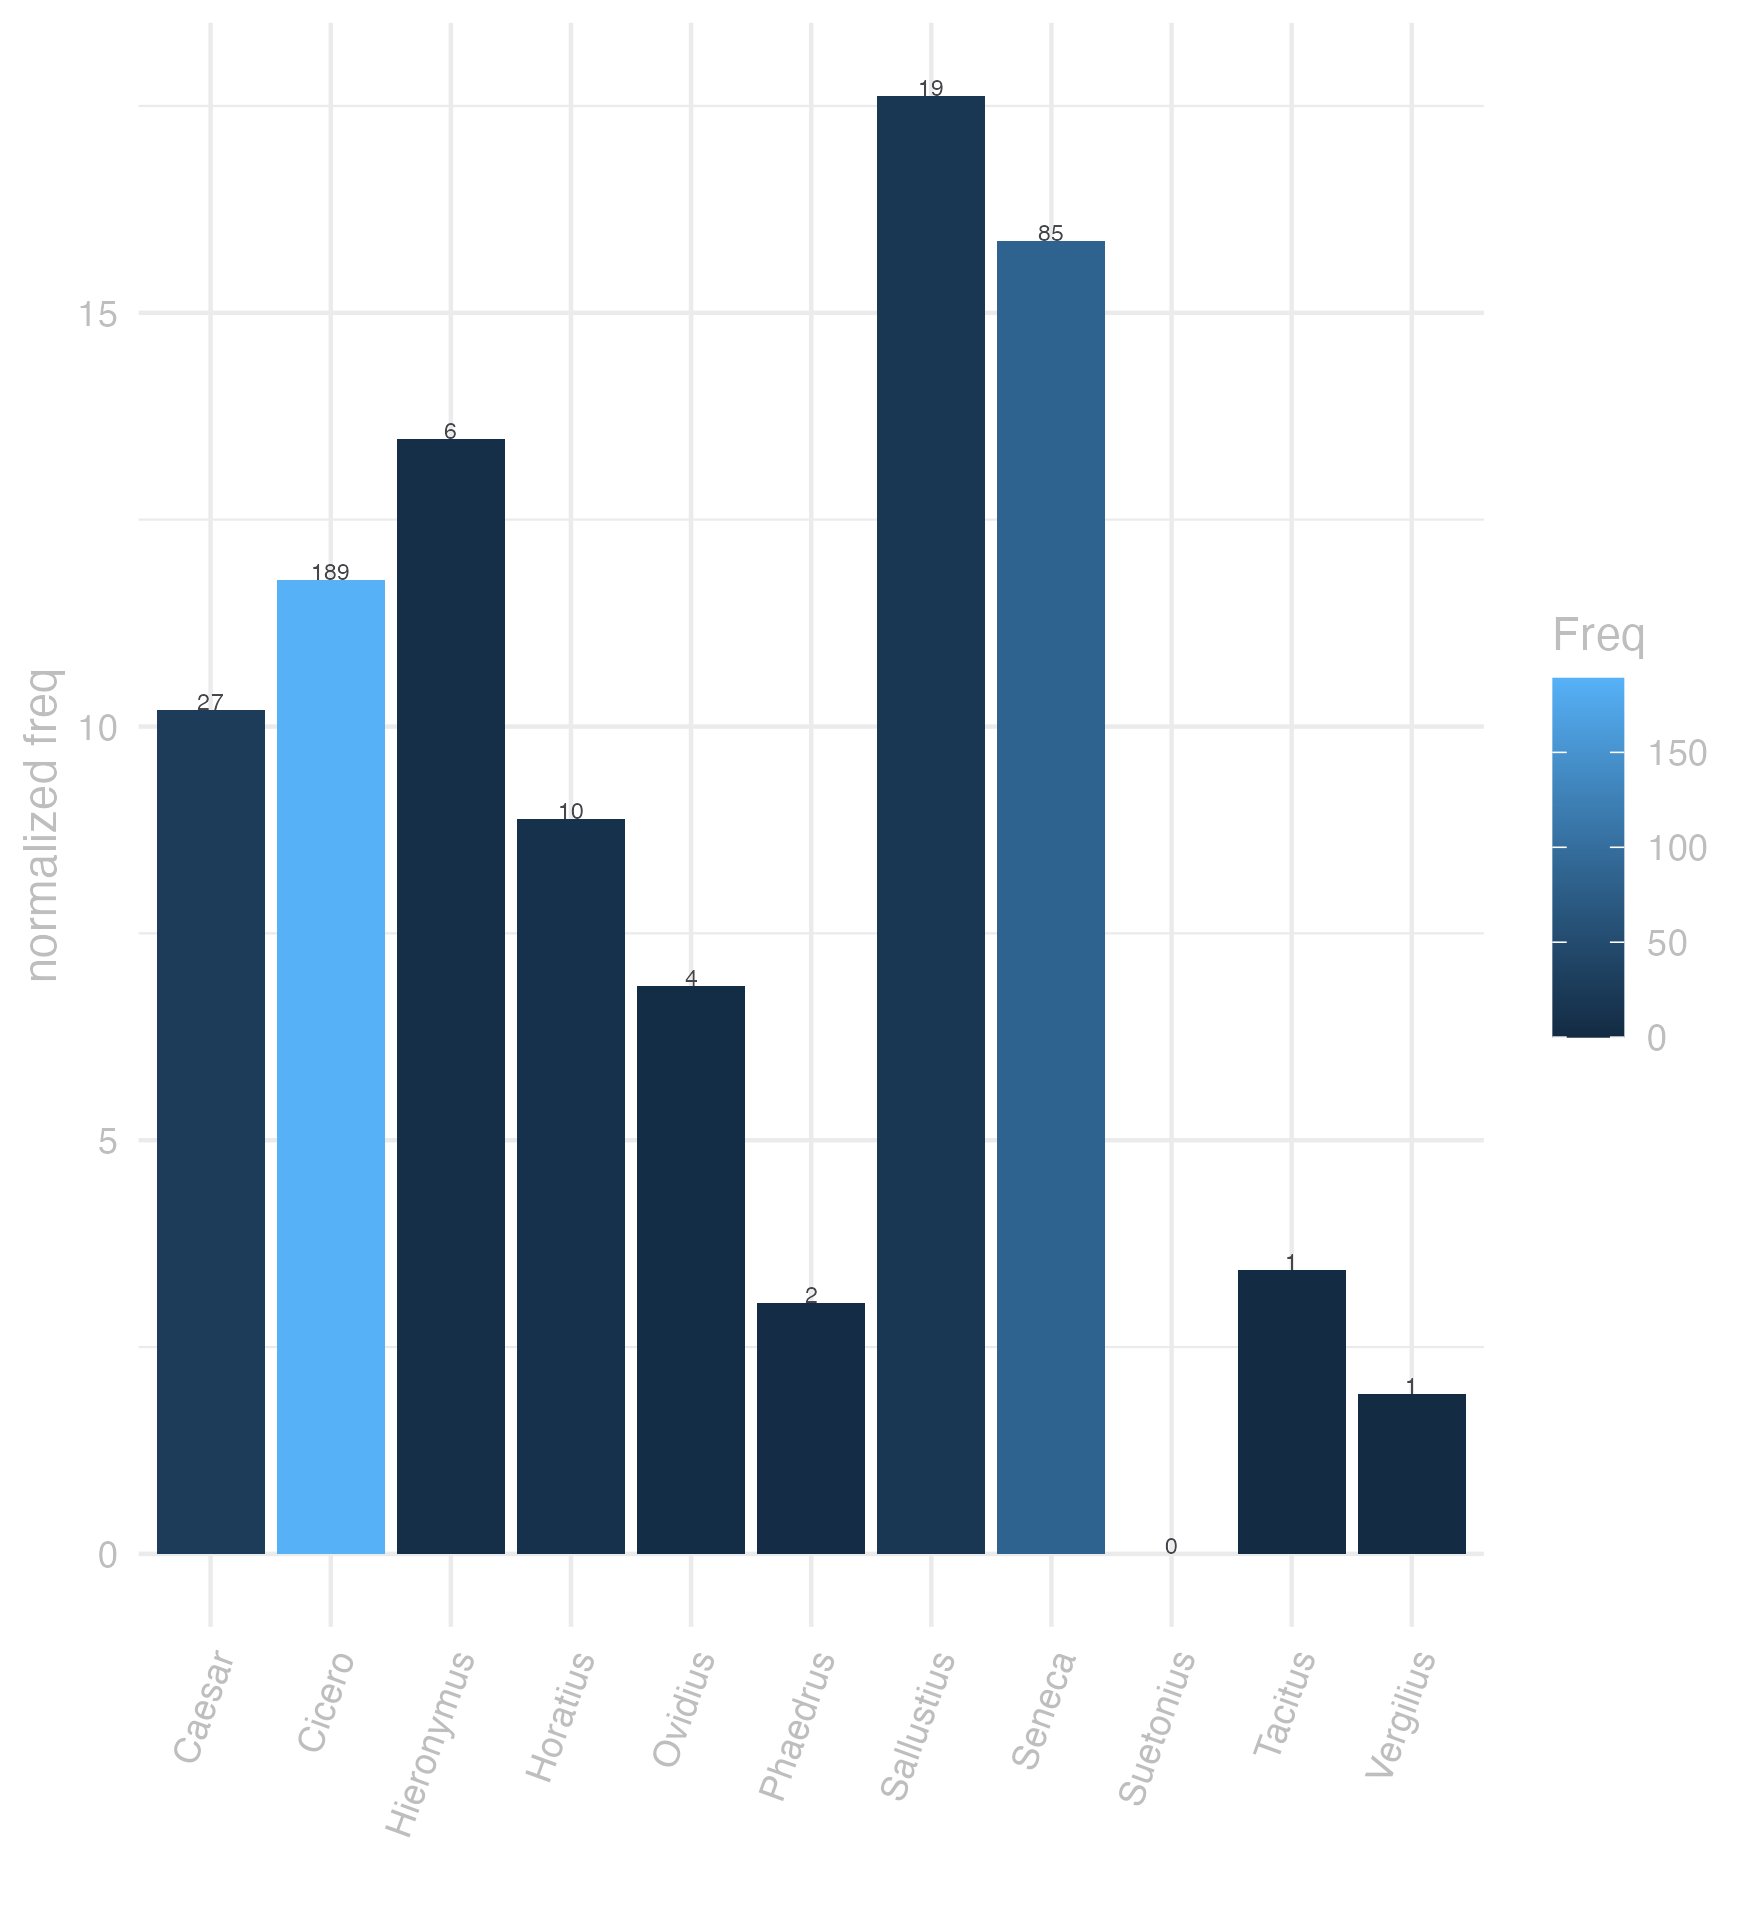 19
85
15
6
189
Freq
27
150
10
normalized freq
10
100
4
50
0
2
5
1
1
0
0
Caesar
Cicero
Hieronymus
Horatius
Ovidius
Phaedrus
Sallustius
Seneca
Suetonius
Tacitus
Vergilius